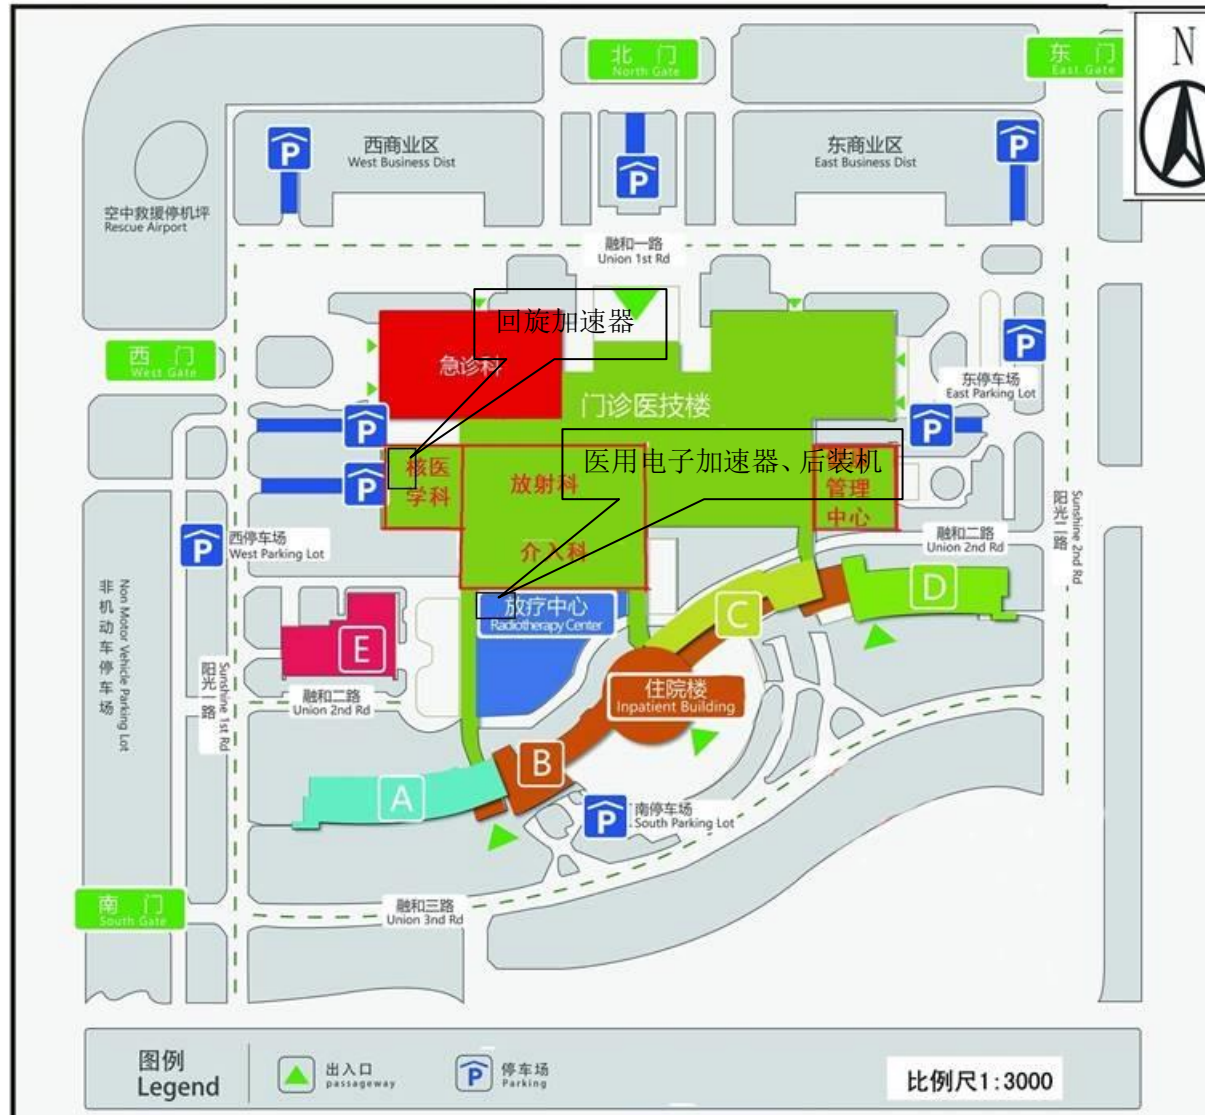 北 门
North Gate
东 门
East Gate
N
西商业区
West Business Dist
东商业区
East Business Dist
P
P
P
P
空中救援停机坪
Rescue Airport
融和一路
Union 1st Rd
回旋加速器
西 门
West Gate
急诊科
P
东停车场
East Parking Lot
门诊医技楼
P
P
医用电子加速器、后装机
核医
学科
放射科
管理
中心
P
介入科
西停车场
West Parking Lot
P
融和二路
Union 2nd Rd
阳光二路
Sunshine 2nd Rd
非机动车停车场
Non Motor Vehicle Parking Lot
放疗中心
Radiotherapy Center
C
D
E
阳光一路
Sunshine 1st Rd
融和二路
Union 2nd Rd
住院楼
Inpatient Building
B
A
P
南停车场
South Parking Lot
南 门
South Gate
融和三路
Union 3nd Rd
图例
Legend
出入口
passageway
P
停车场
Parking
比例尺1:3000